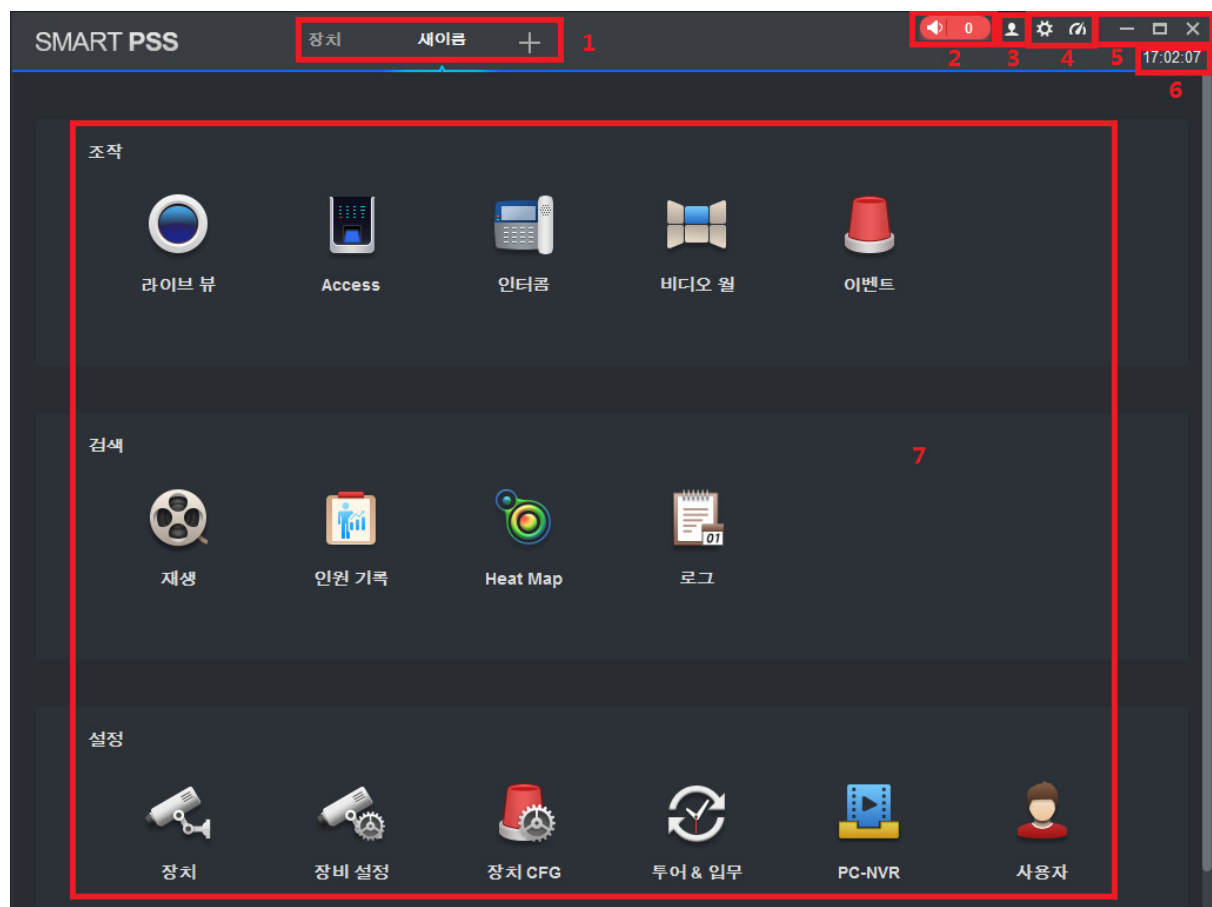 SMART PSS 장치 새이름 1 0
2 3 4 5 17:02:07
6
조작
라이브 뷰 Access 인터콤 비디오 월 이벤트
검색
7
01
재생 인원 기록 Heat Map 로그
설정
장치 장비 설정 장치 CFG 투어 & 입무 PC-NVR 사용자